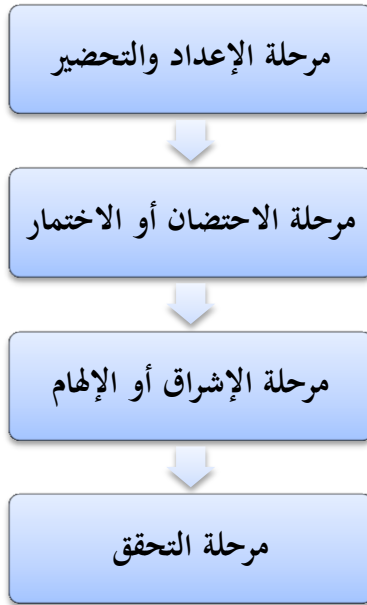 مرحلة الإعداد والتحضير
مرحلة الاحتضان أو الاختمار
مرحلة الإشراق أو الإلهام
مرحلة التحقق